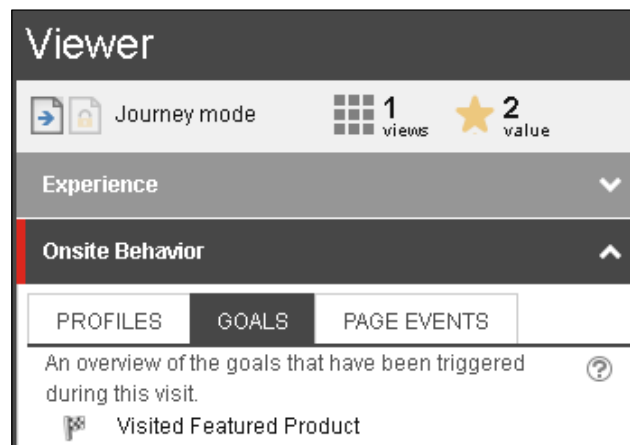 Viewer
Journey mode
1
views
2
value
Experience
Onsite Behavior
PROFILES GOALS PAGE EVENTS
An overview of the goals that have been triggered
during this visit.
?
Visited Featured Product